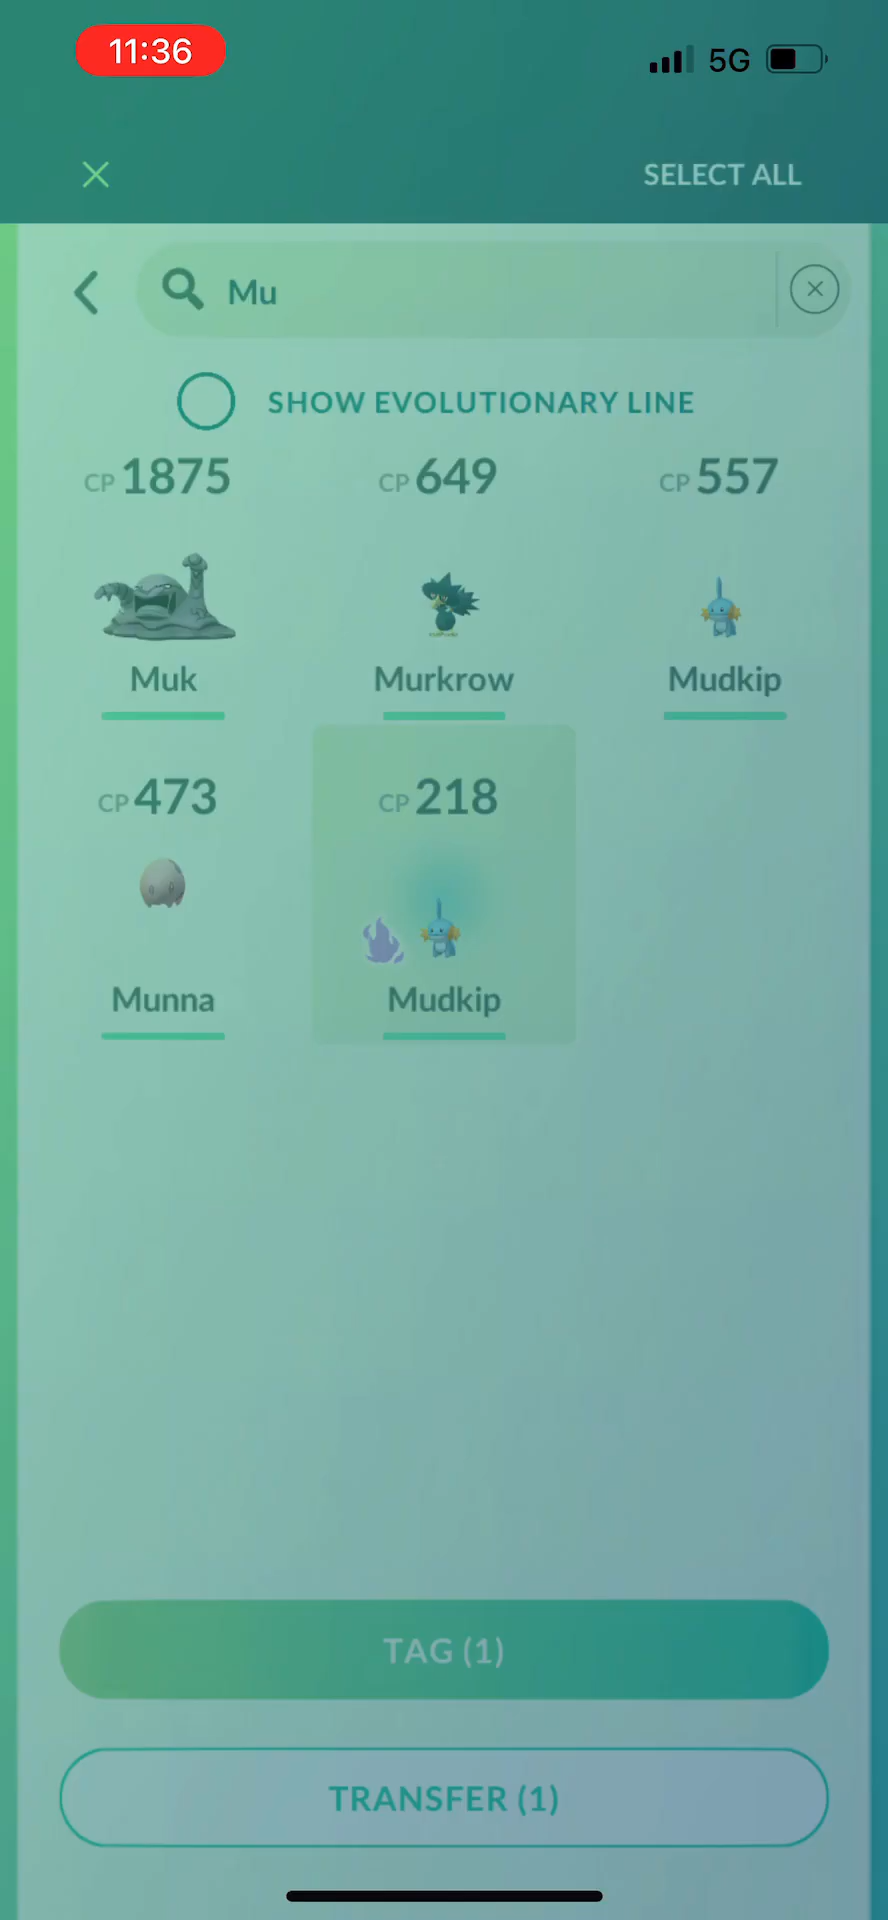 11:36 5G
SELECT ALL
Mu
SHOW EVOLUTIONARY LINE
CP 1875 CP 649 CP 557
Muk Murkrow Mudkip
CP 473 CP 218
Munna Mudkip
TAG (1)
TRANSFER (1)